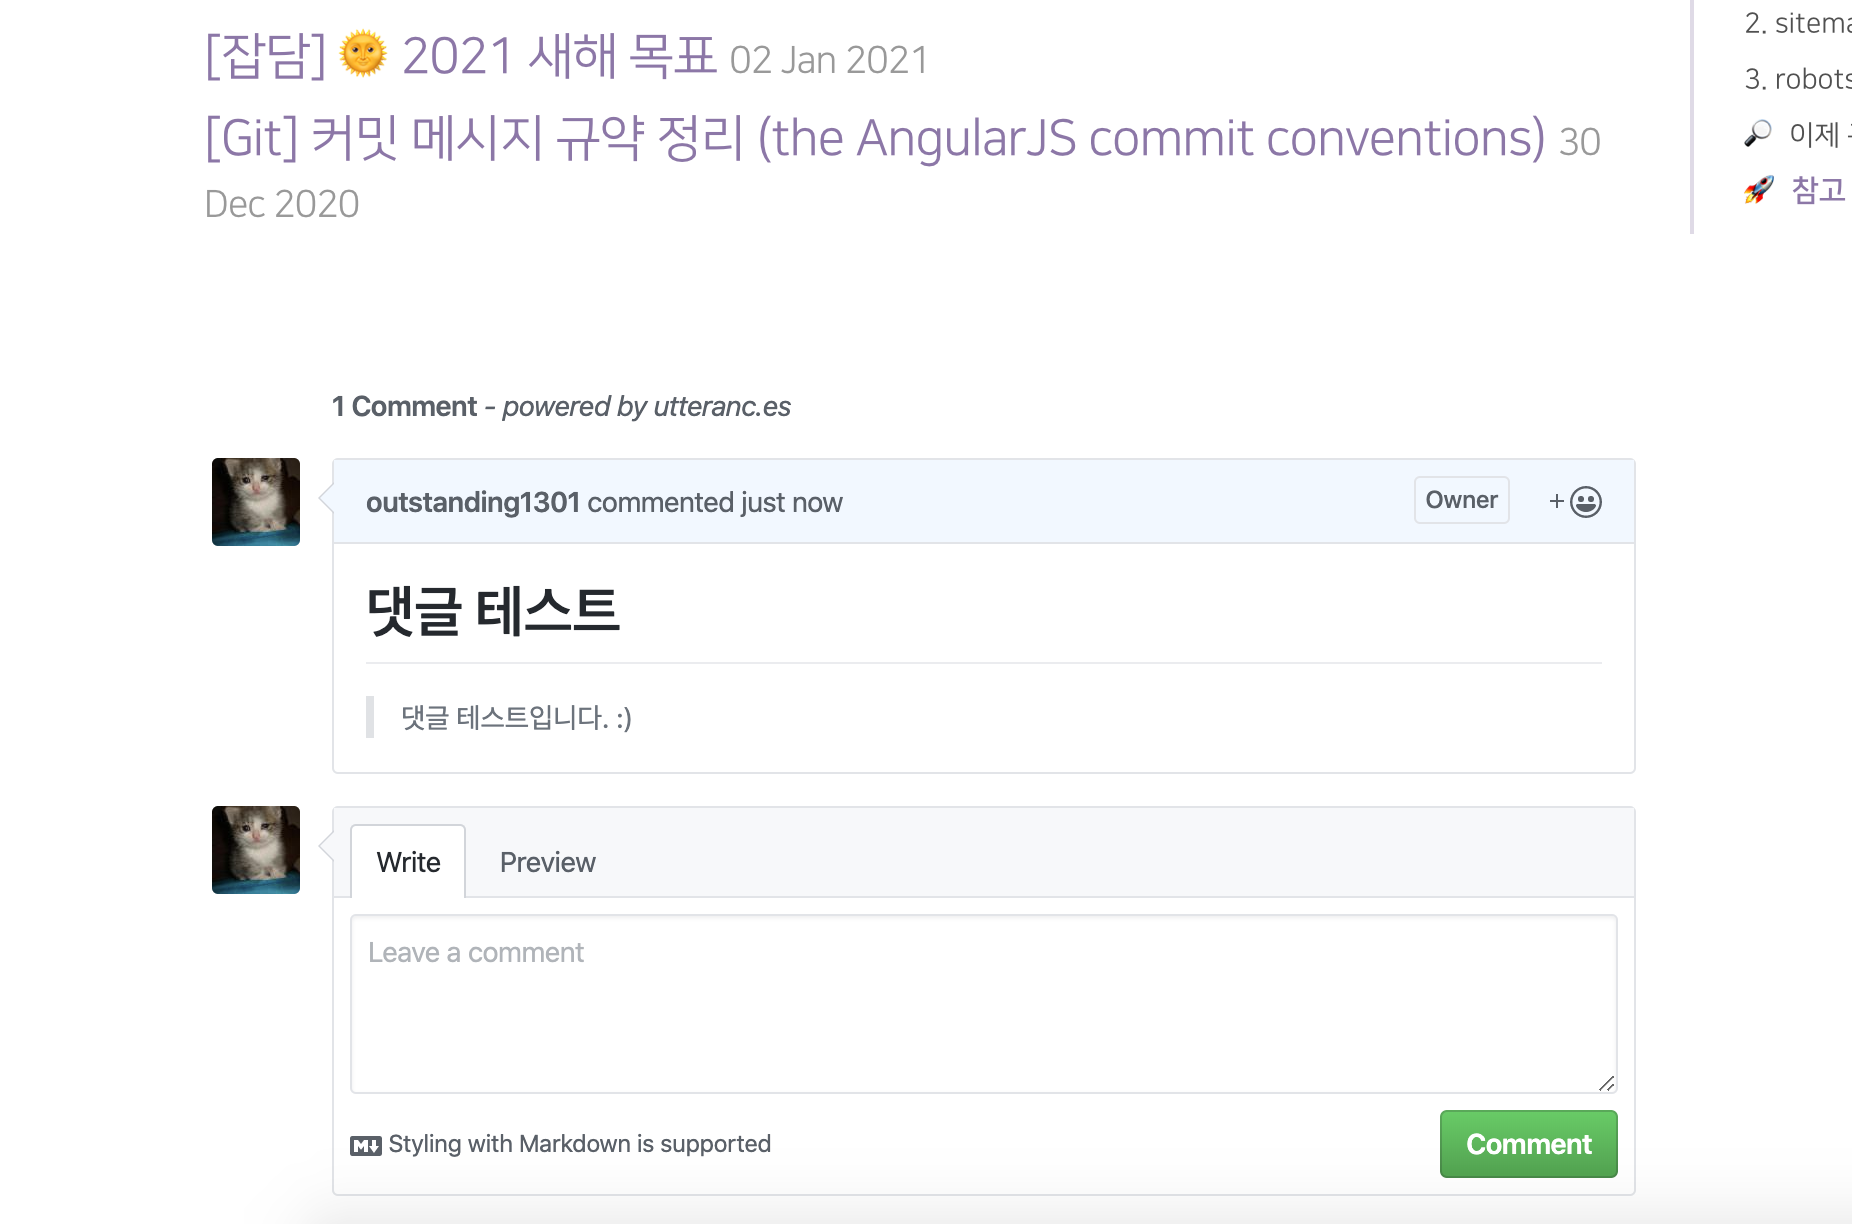 [잡담] 🌞 2021 새해 목표 02 Jan 2021
[Git] 커밋 메시지 규약 정리 (the AngularJS commit conventions) 30
Dec 2020
2. sitema
3. robots
🔎 이제
🚀 참고
1 Comment - powered by utteranc.es
outstanding1301 commented just now
Owner
+
댓글 테스트
댓글 테스트입니다. :)
Write
Preview
Leave a comment
M↓ Styling with Markdown is supported
Comment